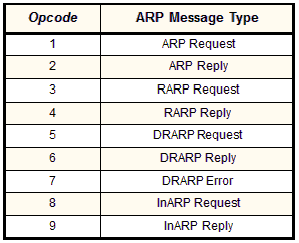 Opcode ARP Message Type
1 ARP Request
2 ARP Reply
3 RARP Request
4 RARP Reply
5 DRARP Request
6 DRARP Reply
7 DRARP Error
8 InARP Request
9 InARP Reply